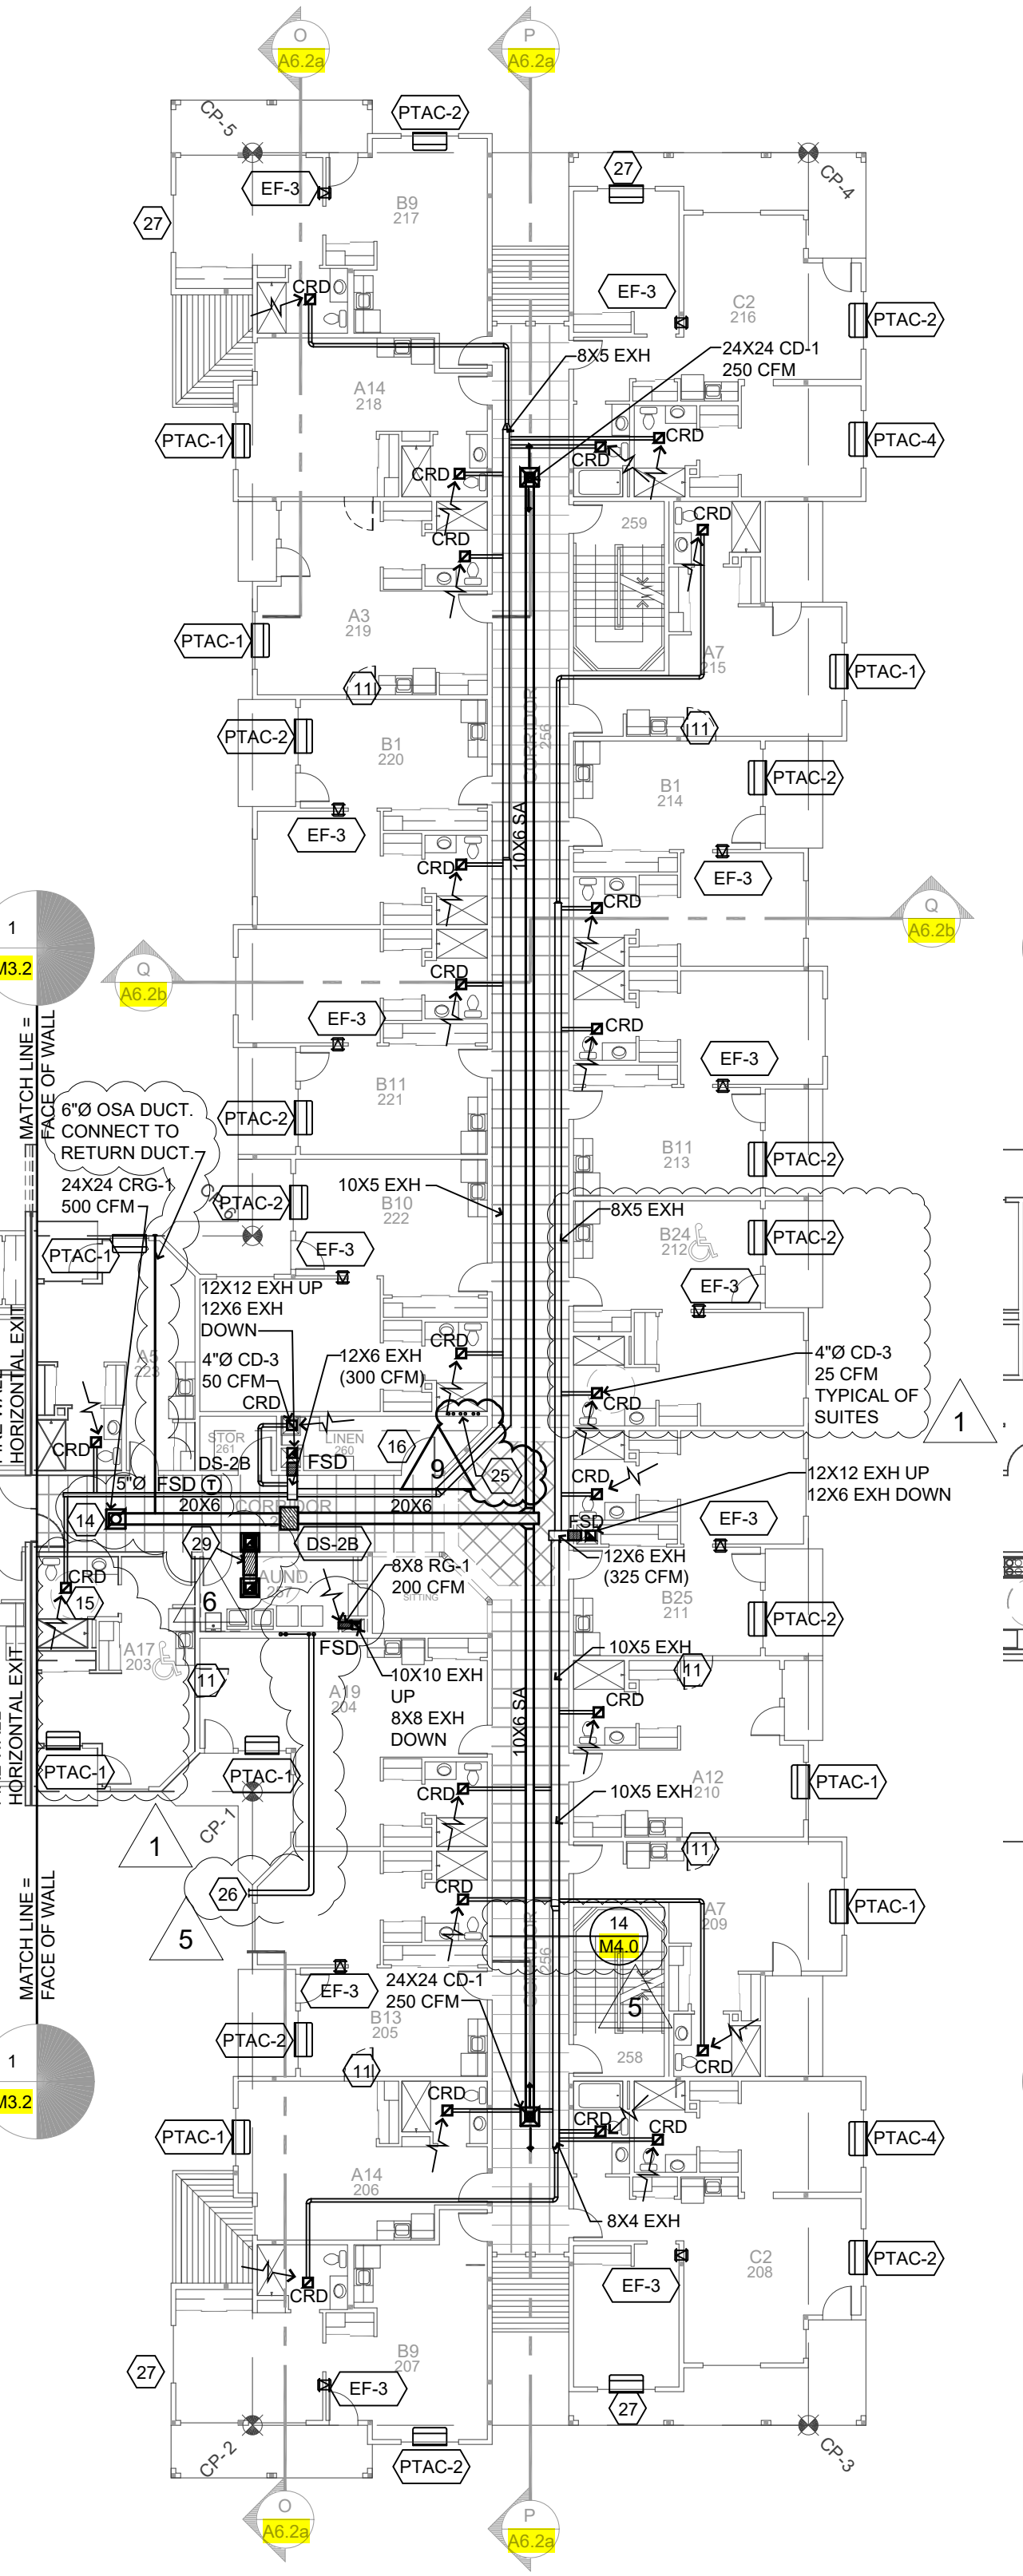 O
A6.2a
P
A6.2a
CP-5
PTAC-2
EF-3
B9
217
27
27
CP-4
CRD
EF-3
C2
216
PTAC-2
8X5 EXH
24X24 CD-1
250 CFM
A14
218
PTAC-1
CRD
CRD
CRD
PTAC-4
CRD
259
CRD
A3
219
PTAC-1
A7
215
PTAC-1
11
11
CORRIDOR
256
PTAC-2
B1
220
B1
214
PTAC-2
EF-3
10X6 SA
CRD
EF-3
CRD
1
M3.2
Q
A6.2b
Q
A6.2b
CRD
EF-3
CRD
EF-3
MATCH LINE =
FACE OF WALL
B11
221
PTAC-2
6"Ø OSA DUCT.
CONNECT TO
RETURN DUCT.
24X24 CRG-1
500 CFM
B11
213
PTAC-2
PTAC-2
B10
222
10X5 EXH
8X5 EXH
B24
212
PTAC-2
PTAC-1
EF-3
EF-3
12X12 EXH UP
12X6 EXH
DOWN
HORIZONTAL EXIT
A5
223
4"Ø CD-3
50 CFM
CRD
12X6 EXH
(300 CFM)
CRD
4"Ø CD-3
25 CFM
TYPICAL OF
SUITES
1
CRD
STOR
261
LINEN
260
16
9
25
DS-2B
FSD
CRD
12X12 EXH UP
12X6 EXH DOWN
5"Ø
FSD
T
20X6
CORRIDOR
20X6
14
FSD
EF-3
29
DS-2B
12X6 EXH
(325 CFM)
CRD
15
6
AUND.
257
8X8 RG-1
200 CFM
SITTING
B25
211
PTAC-2
FSD
A17
203
11
A19
204
10X10 EXH
UP
8X8 EXH
DOWN
10X5 EXH
11
HORIZONTAL EXIT
CRD
10X6 SA
PTAC-1
PTAC-1
CRD
10X5 EXH
A12
210
PTAC-1
CP-1
1
11
26
5
MATCH LINE =
FACE OF WALL
CRD
A7
209
PTAC-1
14
M4.0
256
5
EF-3
24X24 CD-1
250 CFM
B13
205
PTAC-2
258
CRD
11
1
M3.2
CRD
CRD
PTAC-1
PTAC-4
A14
206
8X4 EXH
CRD
EF-3
C2
208
PTAC-2
B9
207
27
EF-3
27
CP-2
PTAC-2
CP-3
O
A6.2a
P
A6.2a